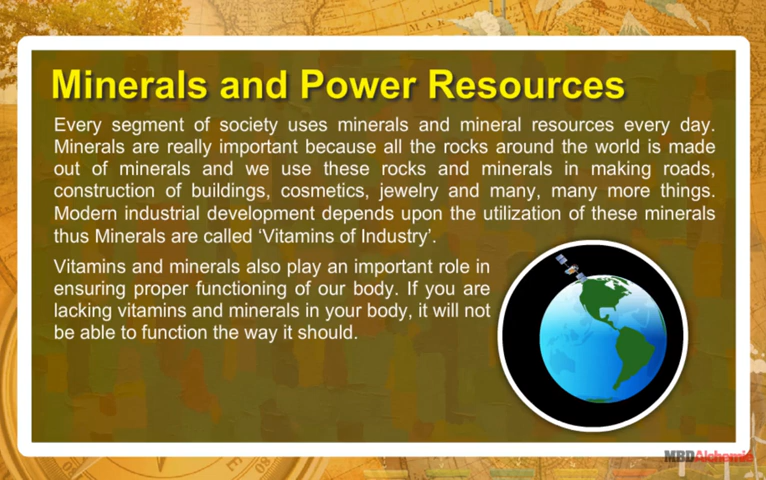 Minerals and Power Resources
Every segment of society uses minerals and mineral resources every day.
Minerals are really important because all the rocks around the world is made
out of minerals and we use these rocks and minerals in making roads,
construction of buildings, cosmetics, jewelry and many, many more things.
Modern industrial development depends upon the utilization of these minerals
thus Minerals are called ‘Vitamins of Industry’.
Vitamins and minerals also play an important role in
ensuring proper functioning of our body. If you are
lacking vitamins and minerals in your body, it will not
be able to function the way it should.
MBDAlchemie